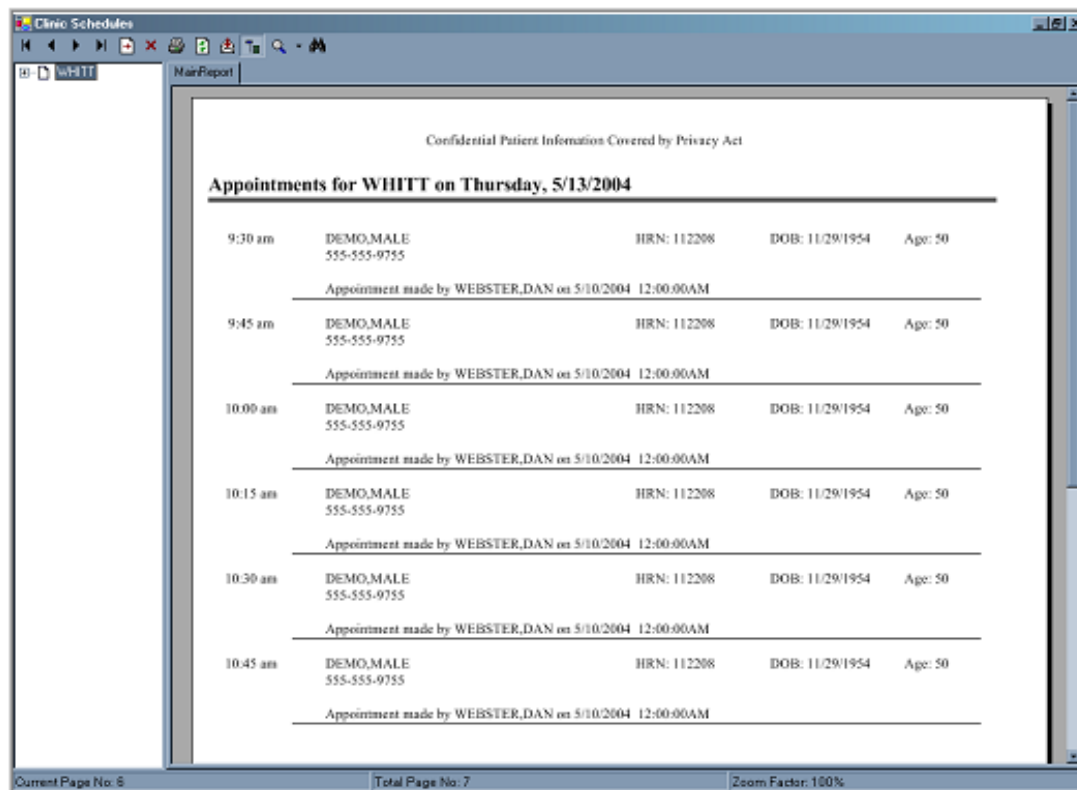 Clinic Schedules
WHITT
MainReport
Confidential Patient Infomation Covered by Privacy Act
Appointments for WHITT on Thursday, 5/13/2004
9:30 am DEMO,MALE HRN: 112208 DOB: 11/29/1954 Age: 50
555-555-9755
Appointment made by WEBSTER,DAN on 5/10/2004 12:00:00AM
9:45 am DEMO,MALE HRN: 112208 DOB: 11/29/1954 Age: 50
555-555-9755
Appointment made by WEBSTER,DAN on 5/10/2004 12:00:00AM
10:00 am DEMO,MALE HRN: 112208 DOB: 11/29/1954 Age: 50
555-555-9755
Appointment made by WEBSTER,DAN on 5/10/2004 12:00:00AM
10:15 am DEMO,MALE HRN: 112208 DOB: 11/29/1954 Age: 50
555-555-9755
Appointment made by WEBSTER,DAN on 5/10/2004 12:00:00AM
10:30 am DEMO,MALE HRN: 112208 DOB: 11/29/1954 Age: 50
555-555-9755
Appointment made by WEBSTER,DAN on 5/10/2004 12:00:00AM
10:45 am DEMO,MALE HRN: 112208 DOB: 11/29/1954 Age: 50
555-555-9755
Appointment made by WEBSTER,DAN on 5/10/2004 12:00:00AM
Current Page No: 6 Total Page No: 7 Zoom Factor: 100%